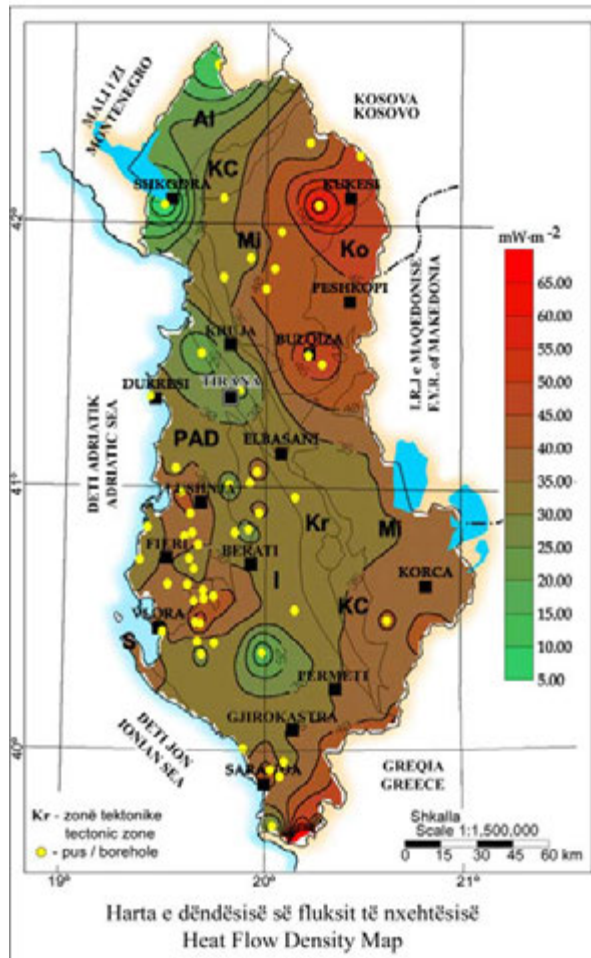 MALI i ZI
MONTENEGRO
KOSOVA
KOSOVO
Al
KC
SHKODRA
KUKESI
42°
Mi
Ko
mW·m -2
PESHKOPI
65.00
60.00
55.00
50.00
45.00
40.00
35.00
30.00
25.00
20.00
15.00
10.00
5.00
KRUJA
BULQIZA
I.R.J e MAQEDONISE
F.Y.R. of MAKEDONIA
DURRESI
TIRANA
DETI ADRIATIK
ADRIATIC SEA
PAD
ELBASANI
41°
LUSHNJA
Kr
Mi
FIERI
BERATI
I
KC
KORCA
VLORA
S
PERMETI
DETI JON
IONIAN SEA
GJIROKASTRA
40°
SARANDA
GREQIA
GREECE
Kr - zonë tektonike
tectonic zone
- pus / borehole
Shkalla
Scale 1:1,500,000
0 15 30 45 60 km
19° 20° 21°
Harta e dëndësisë së fluksit të nxehtësisë
Heat Flow Density Map